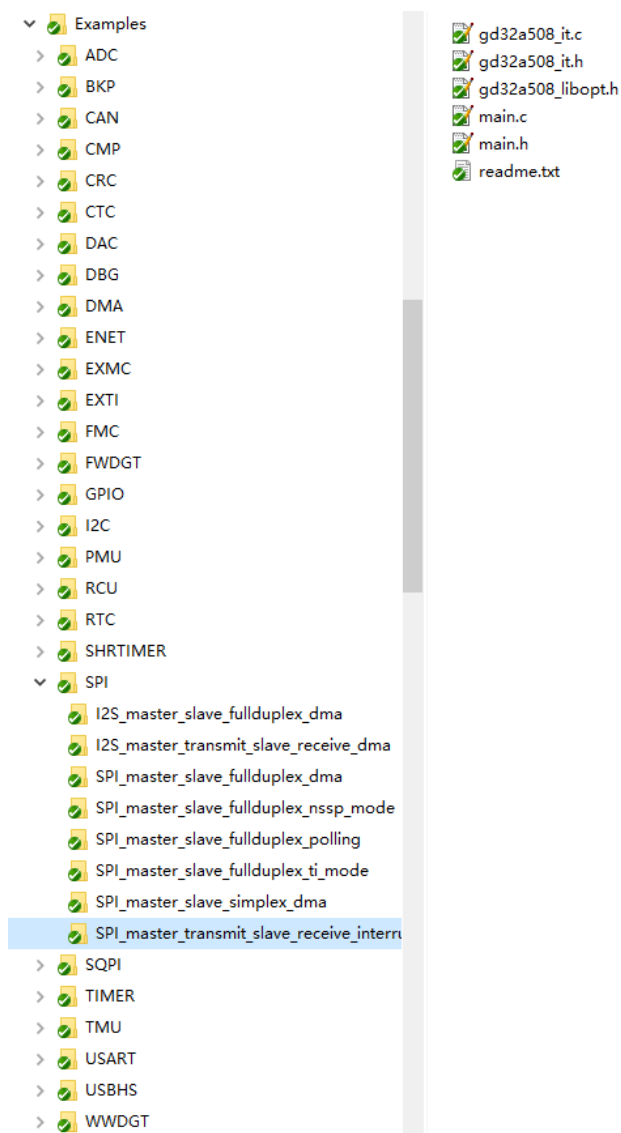 Examples
ADC
BKP
CAN
CMP
CRC
CTC
DAC
DBG
DMA
ENET
EXMC
EXTI
FMC
FWDGT
GPIO
I2C
PMU
RCU
RTC
SHRTIMER
SPI
I2S_master_slave_fullduplex_dma
I2S_master_transmit_slave_receive_dma
SPI_master_slave_fullduplex_dma
SPI_master_slave_fullduplex_nssp_mode
SPI_master_slave_fullduplex_polling
SPI_master_slave_fullduplex_ti_mode
SPI_master_slave_simplex_dma
SPI_master_transmit_slave_receive_interru
SQPI
TIMER
TMU
USART
USBHS
WWDGT
gd32a508_it.c
gd32a508_it.h
gd32a508_libopt.h
main.c
main.h
readme.txt